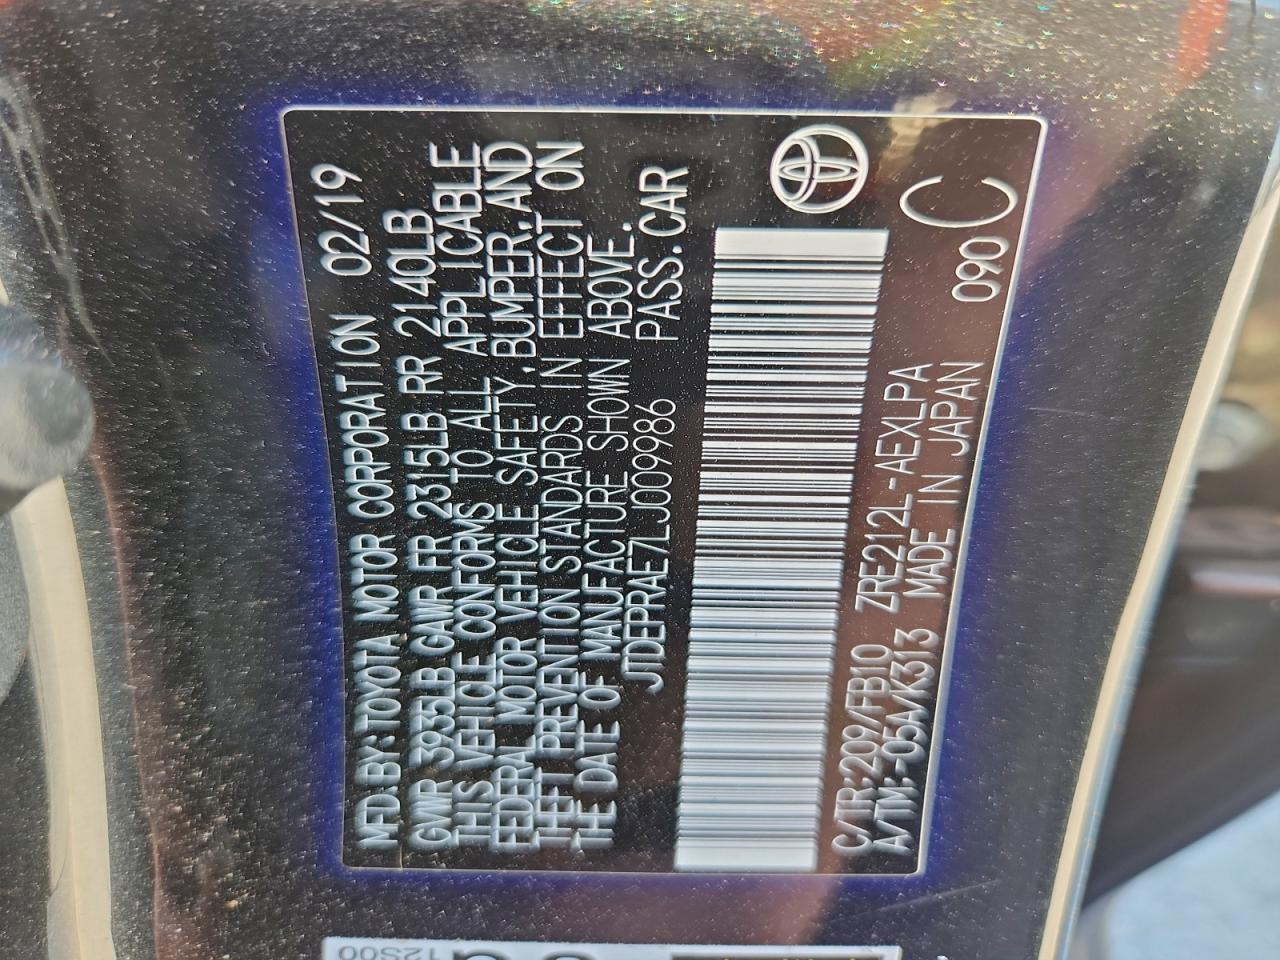 MFD.BY:TOYOTA MOTOR CORPORATION 02/19
GVWR 3935LB GAWR FR 2315LB RR 2140LB
THIS VEHICLE CONFORMS TO ALL APPLICABLE
FEDERAL MOTOR VEHICLE SAFETY,BUMPER,AND
THEFT PREVENTION STANDARDS IN EFFECT ON
THE DATE OF MANUFACTURE SHOWN ABOVE.
JTDEPRAE7LJ009986 PASS.CAR
C/TR:209/FB10 ZRE212L-AEXLPA
A/TM:-05A/K313 MADE IN JAPAN 090 C
12S00